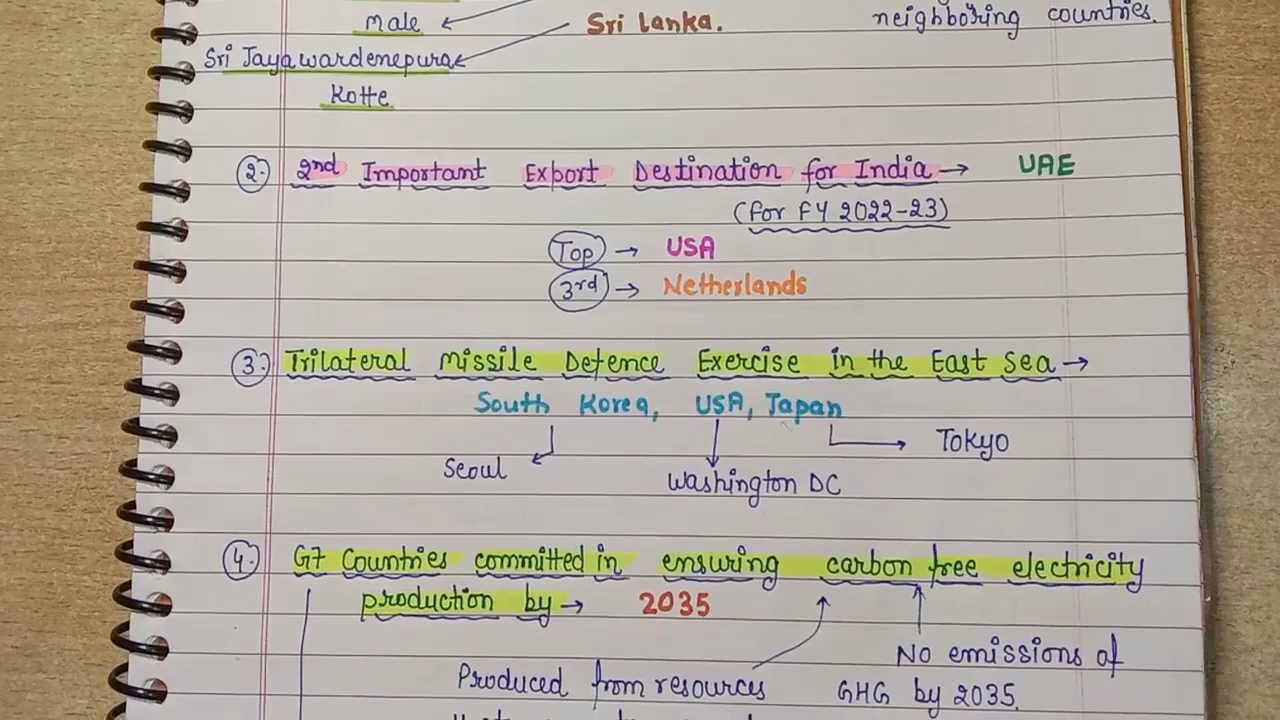 Male ← Sri Lanka. neighboring countries.
Sri Jayawardenepura
Kotte
2. 2nd Important Export Destination for India → UAE
(for FY 2022-23)
Top → USA
3rd → Netherlands
3. Trilateral Missile Defence Exercise in the East Sea →
South Korea, USA, Japan
Seoul Washington DC Tokyo
4. G7 Countries committed in ensuring carbon free electricity
production by → 2035
No emissions of
Produced from resources GHG by 2035.